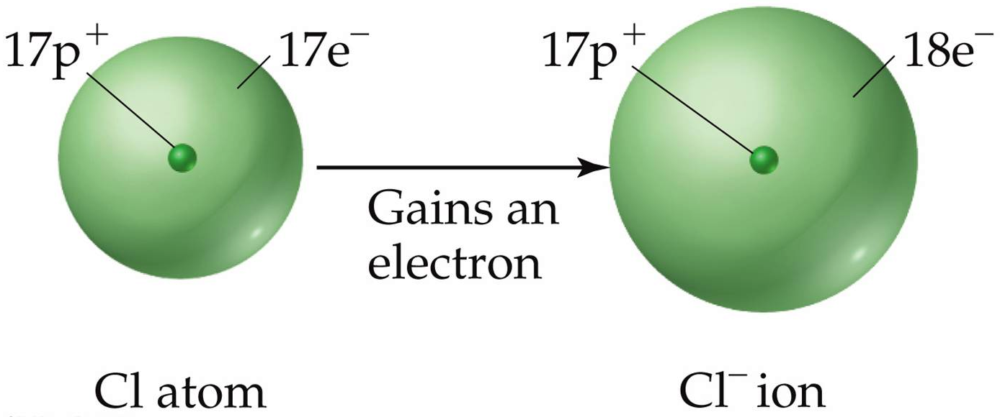 17p⁺
17e⁻
17p⁺
18e⁻
Gains an
electron
Cl atom
Cl⁻ ion